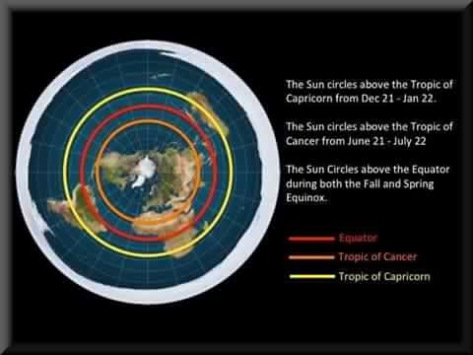 The Sun circles above the Tropic of
Capricorn from Dec 21 - Jan 22.
The Sun circles above the Tropic of
Cancer from June 21 - July 22
The Sun Circles above the Equator
during both the Fall and Spring
Equinox.
Equator
Tropic of Cancer
Tropic of Capricorn